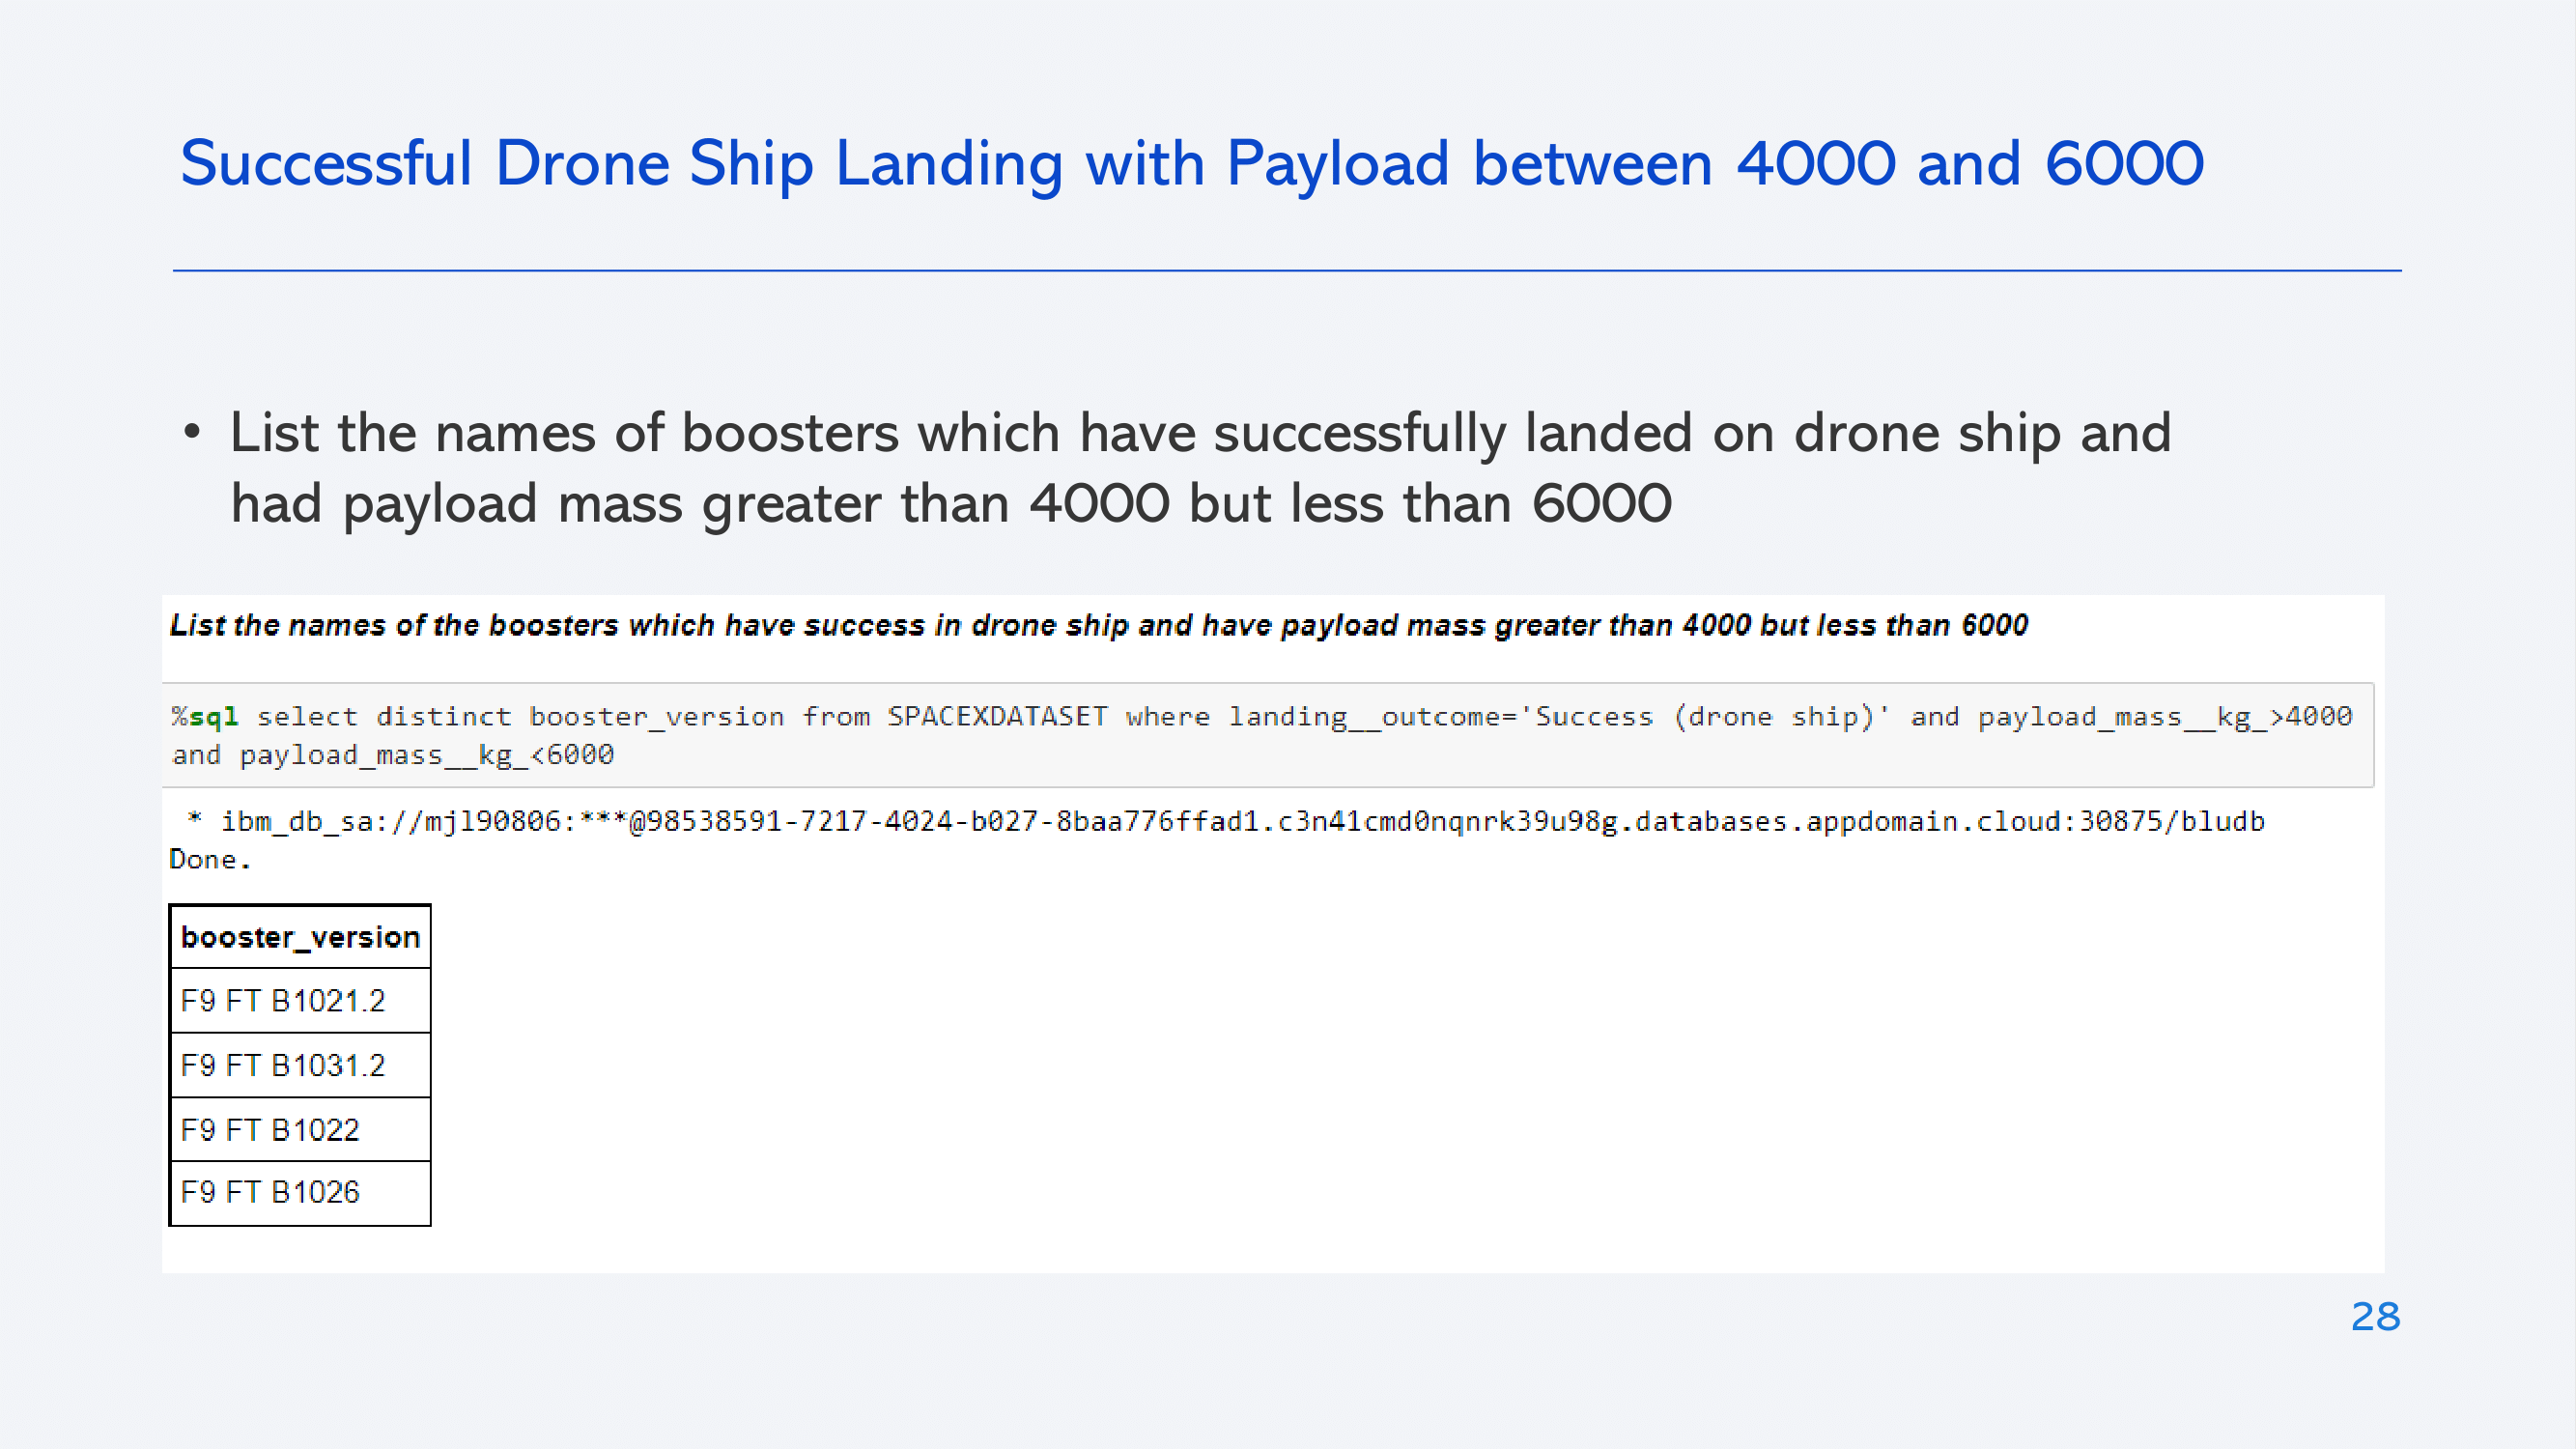 Successful Drone Ship Landing with Payload between 4000 and 6000
• List the names of boosters which have successfully landed on drone ship and
had payload mass greater than 4000 but less than 6000
List the names of the boosters which have success in drone ship and have payload mass greater than 4000 but less than 6000
%sql select distinct booster_version from SPACEXDATASET where landing__outcome='Success (drone ship)' and payload_mass__kg_>4000
and payload_mass__kg_<6000
* ibm_db_sa://mjl90806:***@98538591-7217-4024-b027-8baa776ffad1.c3n41cmd0nqnrk39u98g.databases.appdomain.cloud:30875/bludb
Done.
booster_version
F9 FT B1021.2
F9 FT B1031.2
F9 FT B1022
F9 FT B1026
28